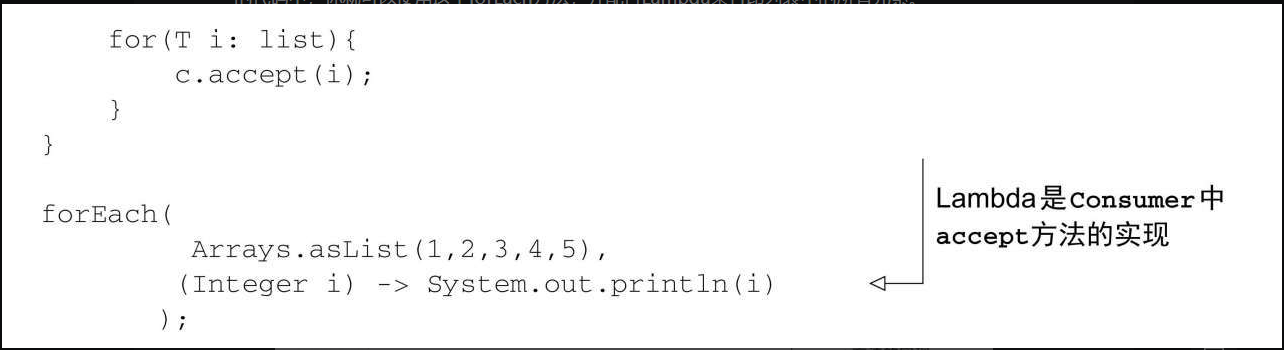 for(T i: list){
c.accept(i);
}
}
forEach(
Arrays.asList(1,2,3,4,5),
(Integer i) -> System.out.println(i)
);
Lambda是Consumer中
accept方法的实现